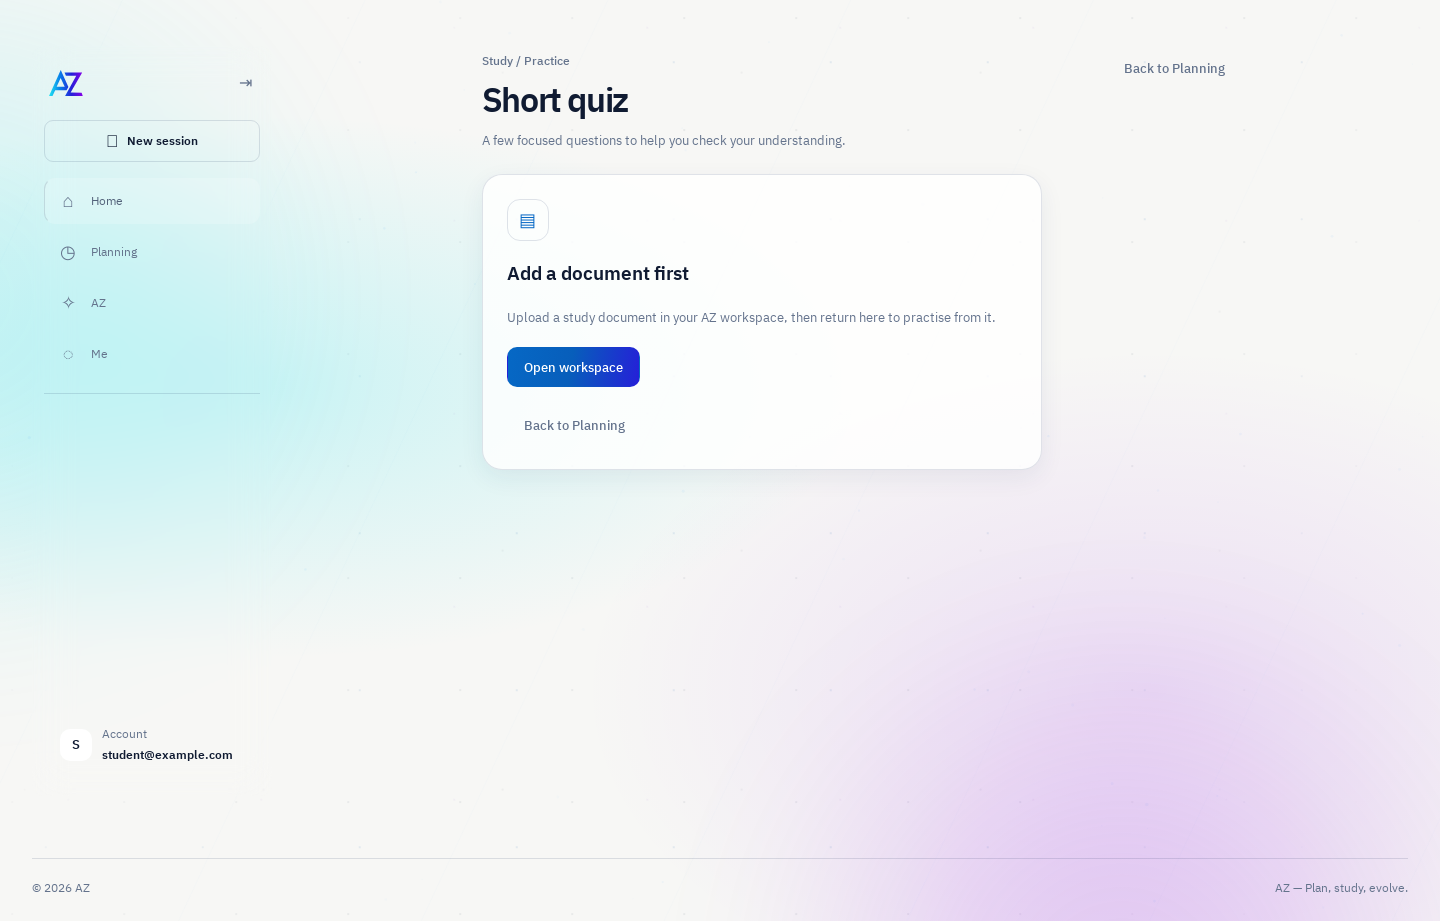 AZ
New session
Home
Planning
AZ
Me
Account
S
student@example.com
Study / Practice
Short quiz
A few focused questions to help you check your understanding.
Back to Planning
Add a document first
Upload a study document in your AZ workspace, then return here to practise from it.
Open workspace
Back to Planning
© 2026 AZ
AZ — Plan, study, evolve.